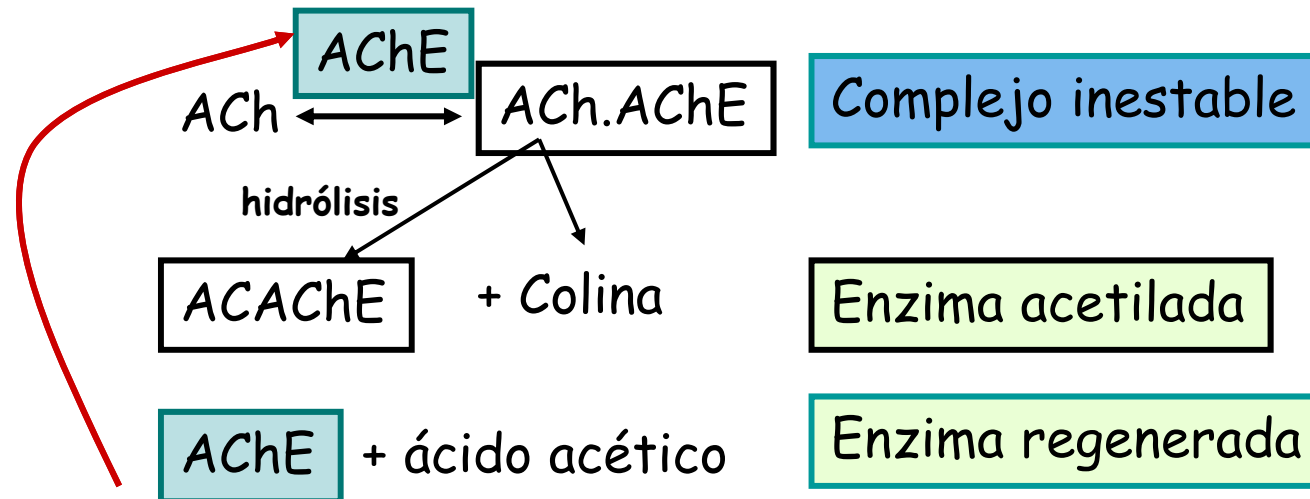 AChE
ACh
ACh.AChE
Complejo inestable
hidrólisis
ACAChE
+ Colina
Enzima acetilada
AChE + ácido acético
Enzima regenerada